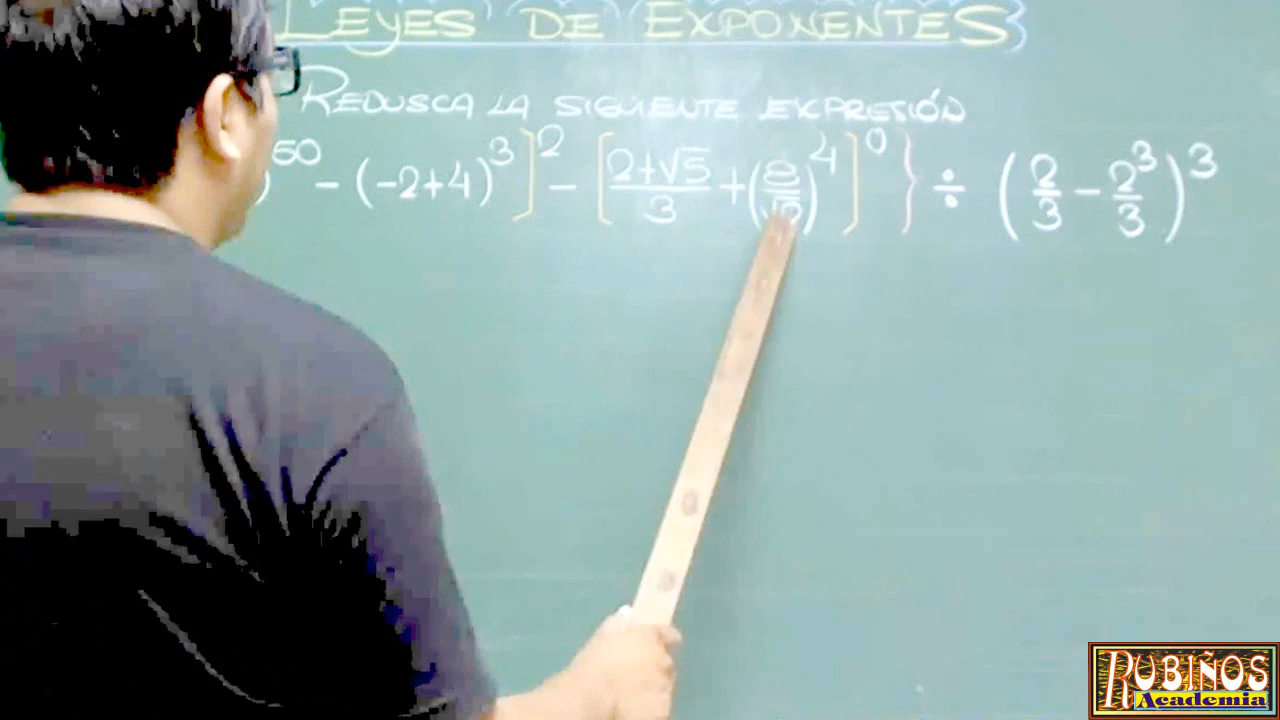 LEYES DE EXPONENTES
REDUSCA LA SIGUIENTE EXPRESIÓN
)⁵⁰ - (-2+4)³]² - [(2+√5)/3 + ( )⁴]⁰ } ÷ (2/3 - 2³/3)³
RUBIÑOS
Academia